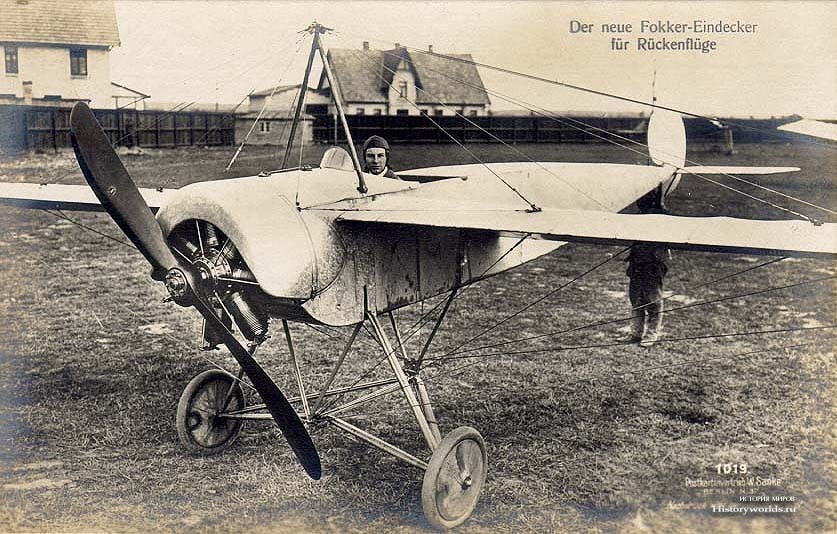 Der neue Fokker-Eindecker
für Rückenflüge
1019
Postkartenvertrieb W. Sanke
BERLIN N.
ИСТОРИЯ МИРОВ
Historyworlds.ru